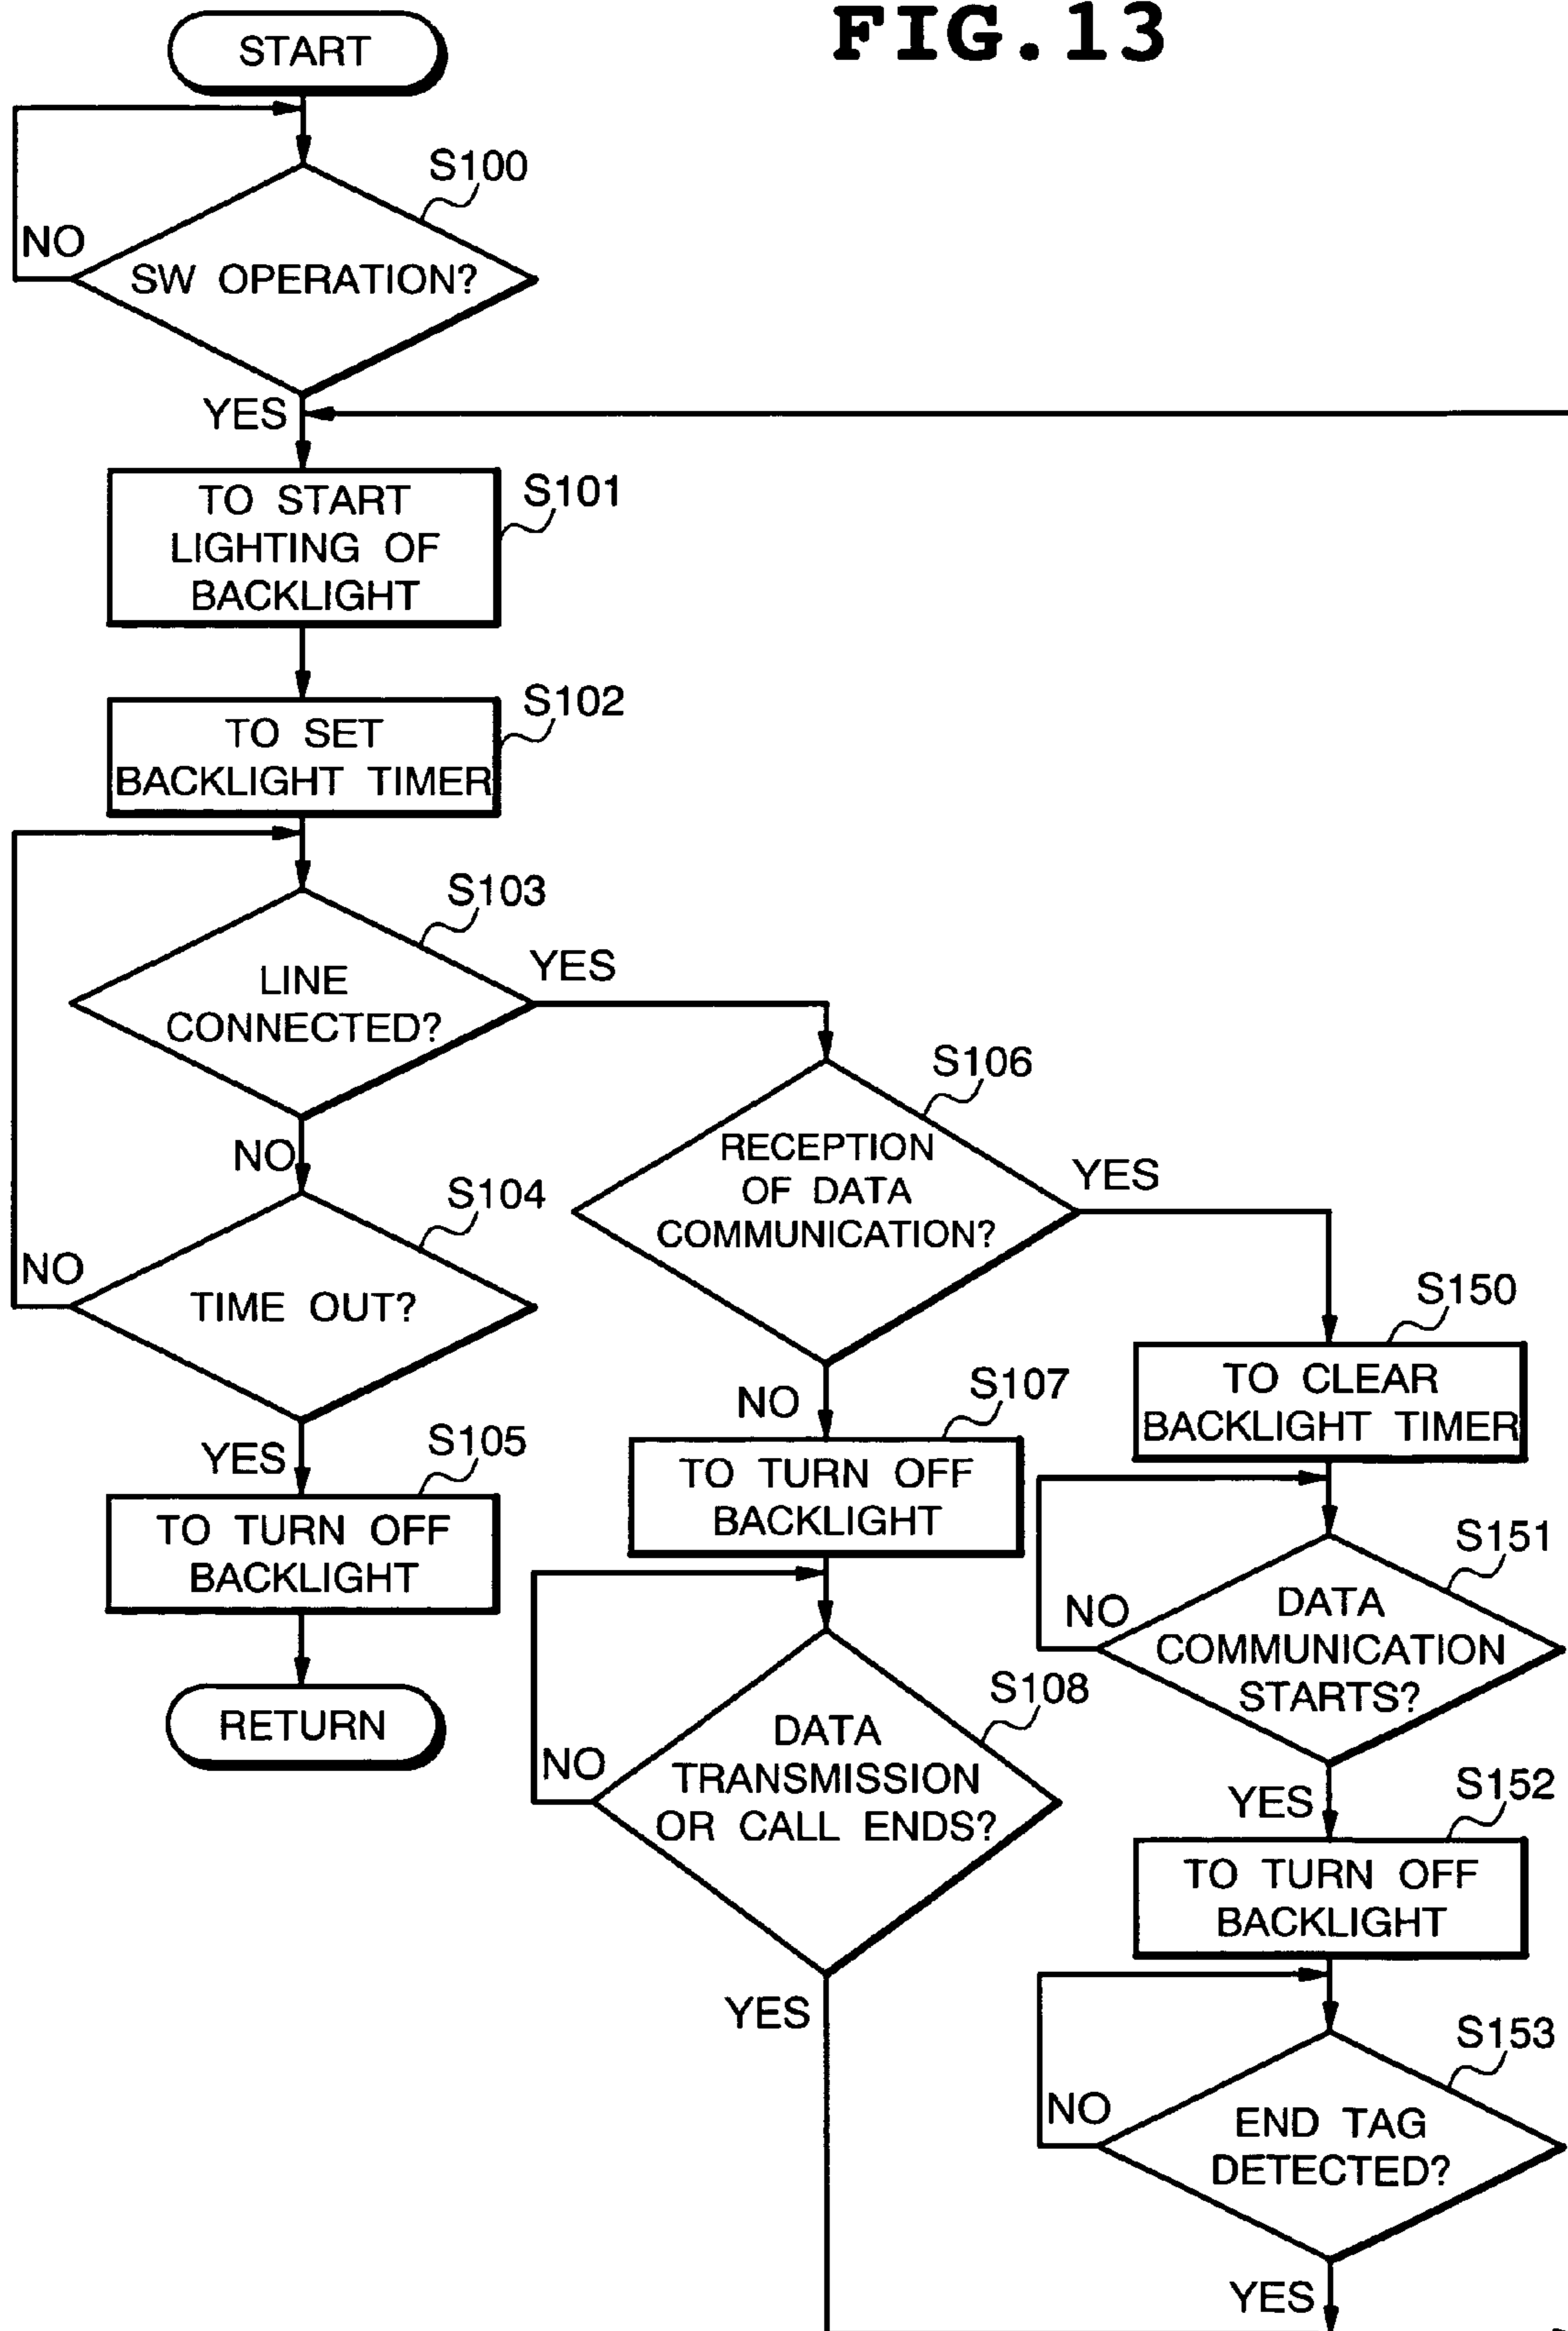 FIG.13
START
S100
NO
SW OPERATION?
YES
TO START
LIGHTING OF
BACKLIGHT
S101
TO SET
BACKLIGHT TIMER
S102
S103
LINE
CONNECTED?
YES
NO
S104
NO
TIME OUT?
YES
S105
TO TURN OFF
BACKLIGHT
RETURN
S106
RECEPTION
OF DATA
COMMUNICATION?
YES
NO
S107
TO TURN OFF
BACKLIGHT
S108
NO
DATA
TRANSMISSION
OR CALL ENDS?
YES
S150
TO CLEAR
BACKLIGHT TIMER
S151
NO
DATA
COMMUNICATION
STARTS?
YES
S152
TO TURN OFF
BACKLIGHT
S153
NO
END TAG
DETECTED?
YES